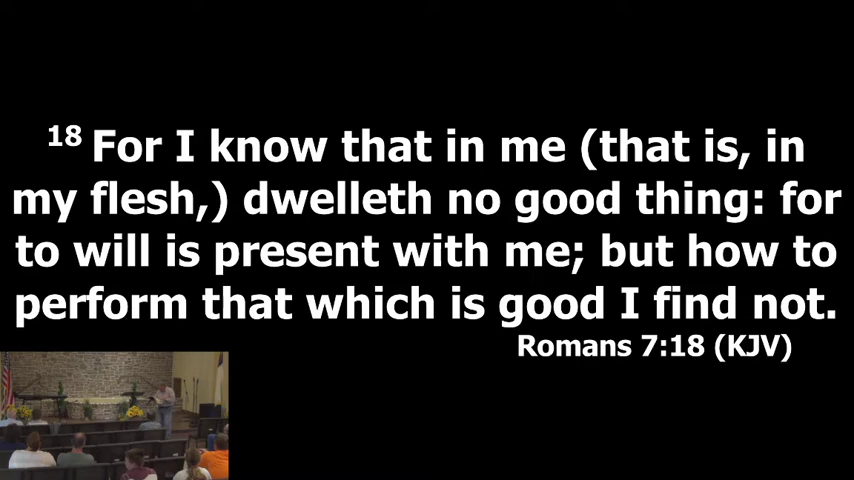 18 For I know that in me (that is, in
my flesh,) dwelleth no good thing: for
to will is present with me; but how to
perform that which is good I find not.
Romans 7:18 (KJV)